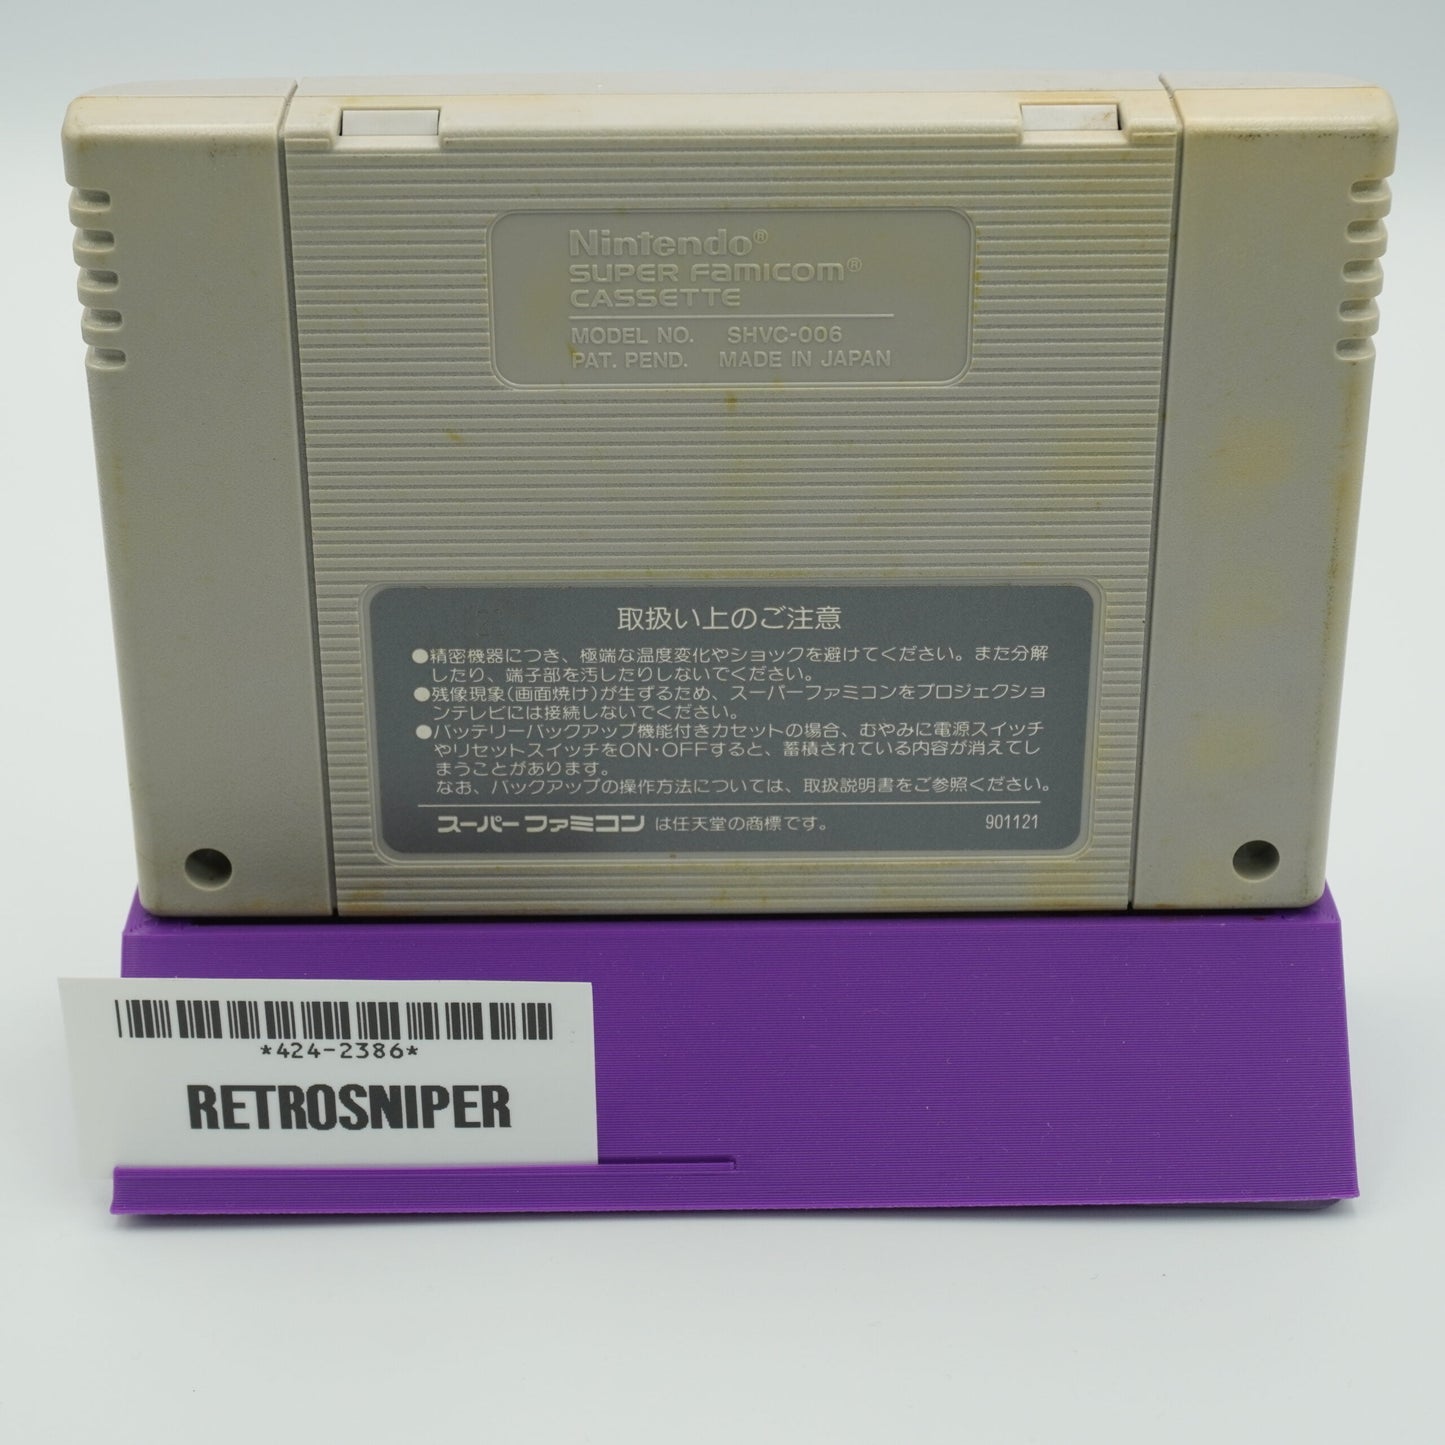 Nintendo®
SUPER FAMICOM®
CASSETTE
MODEL NO. SHVC-006
PAT. PEND. MADE IN JAPAN
取扱い上のご注意
●精密機器につき、極端な温度変化やショックを避けてください。また分解
したり、端子部を汚したりしないでください。
●残像現象(画面焼け)が生ずるため、スーパーファミコンをプロジェクショ
ンテレビには接続しないでください。
●バッテリーバックアップ機能付きカセットの場合、むやみに電源スイッチ
やリセットスイッチをON・OFFすると、蓄積されている内容が消えてし
まうことがあります。
なお、バックアップの操作方法については、取扱説明書をご参照ください。
スーパーファミコン は任天堂の商標です。 901121
*424-2386*
RETROSNIPER